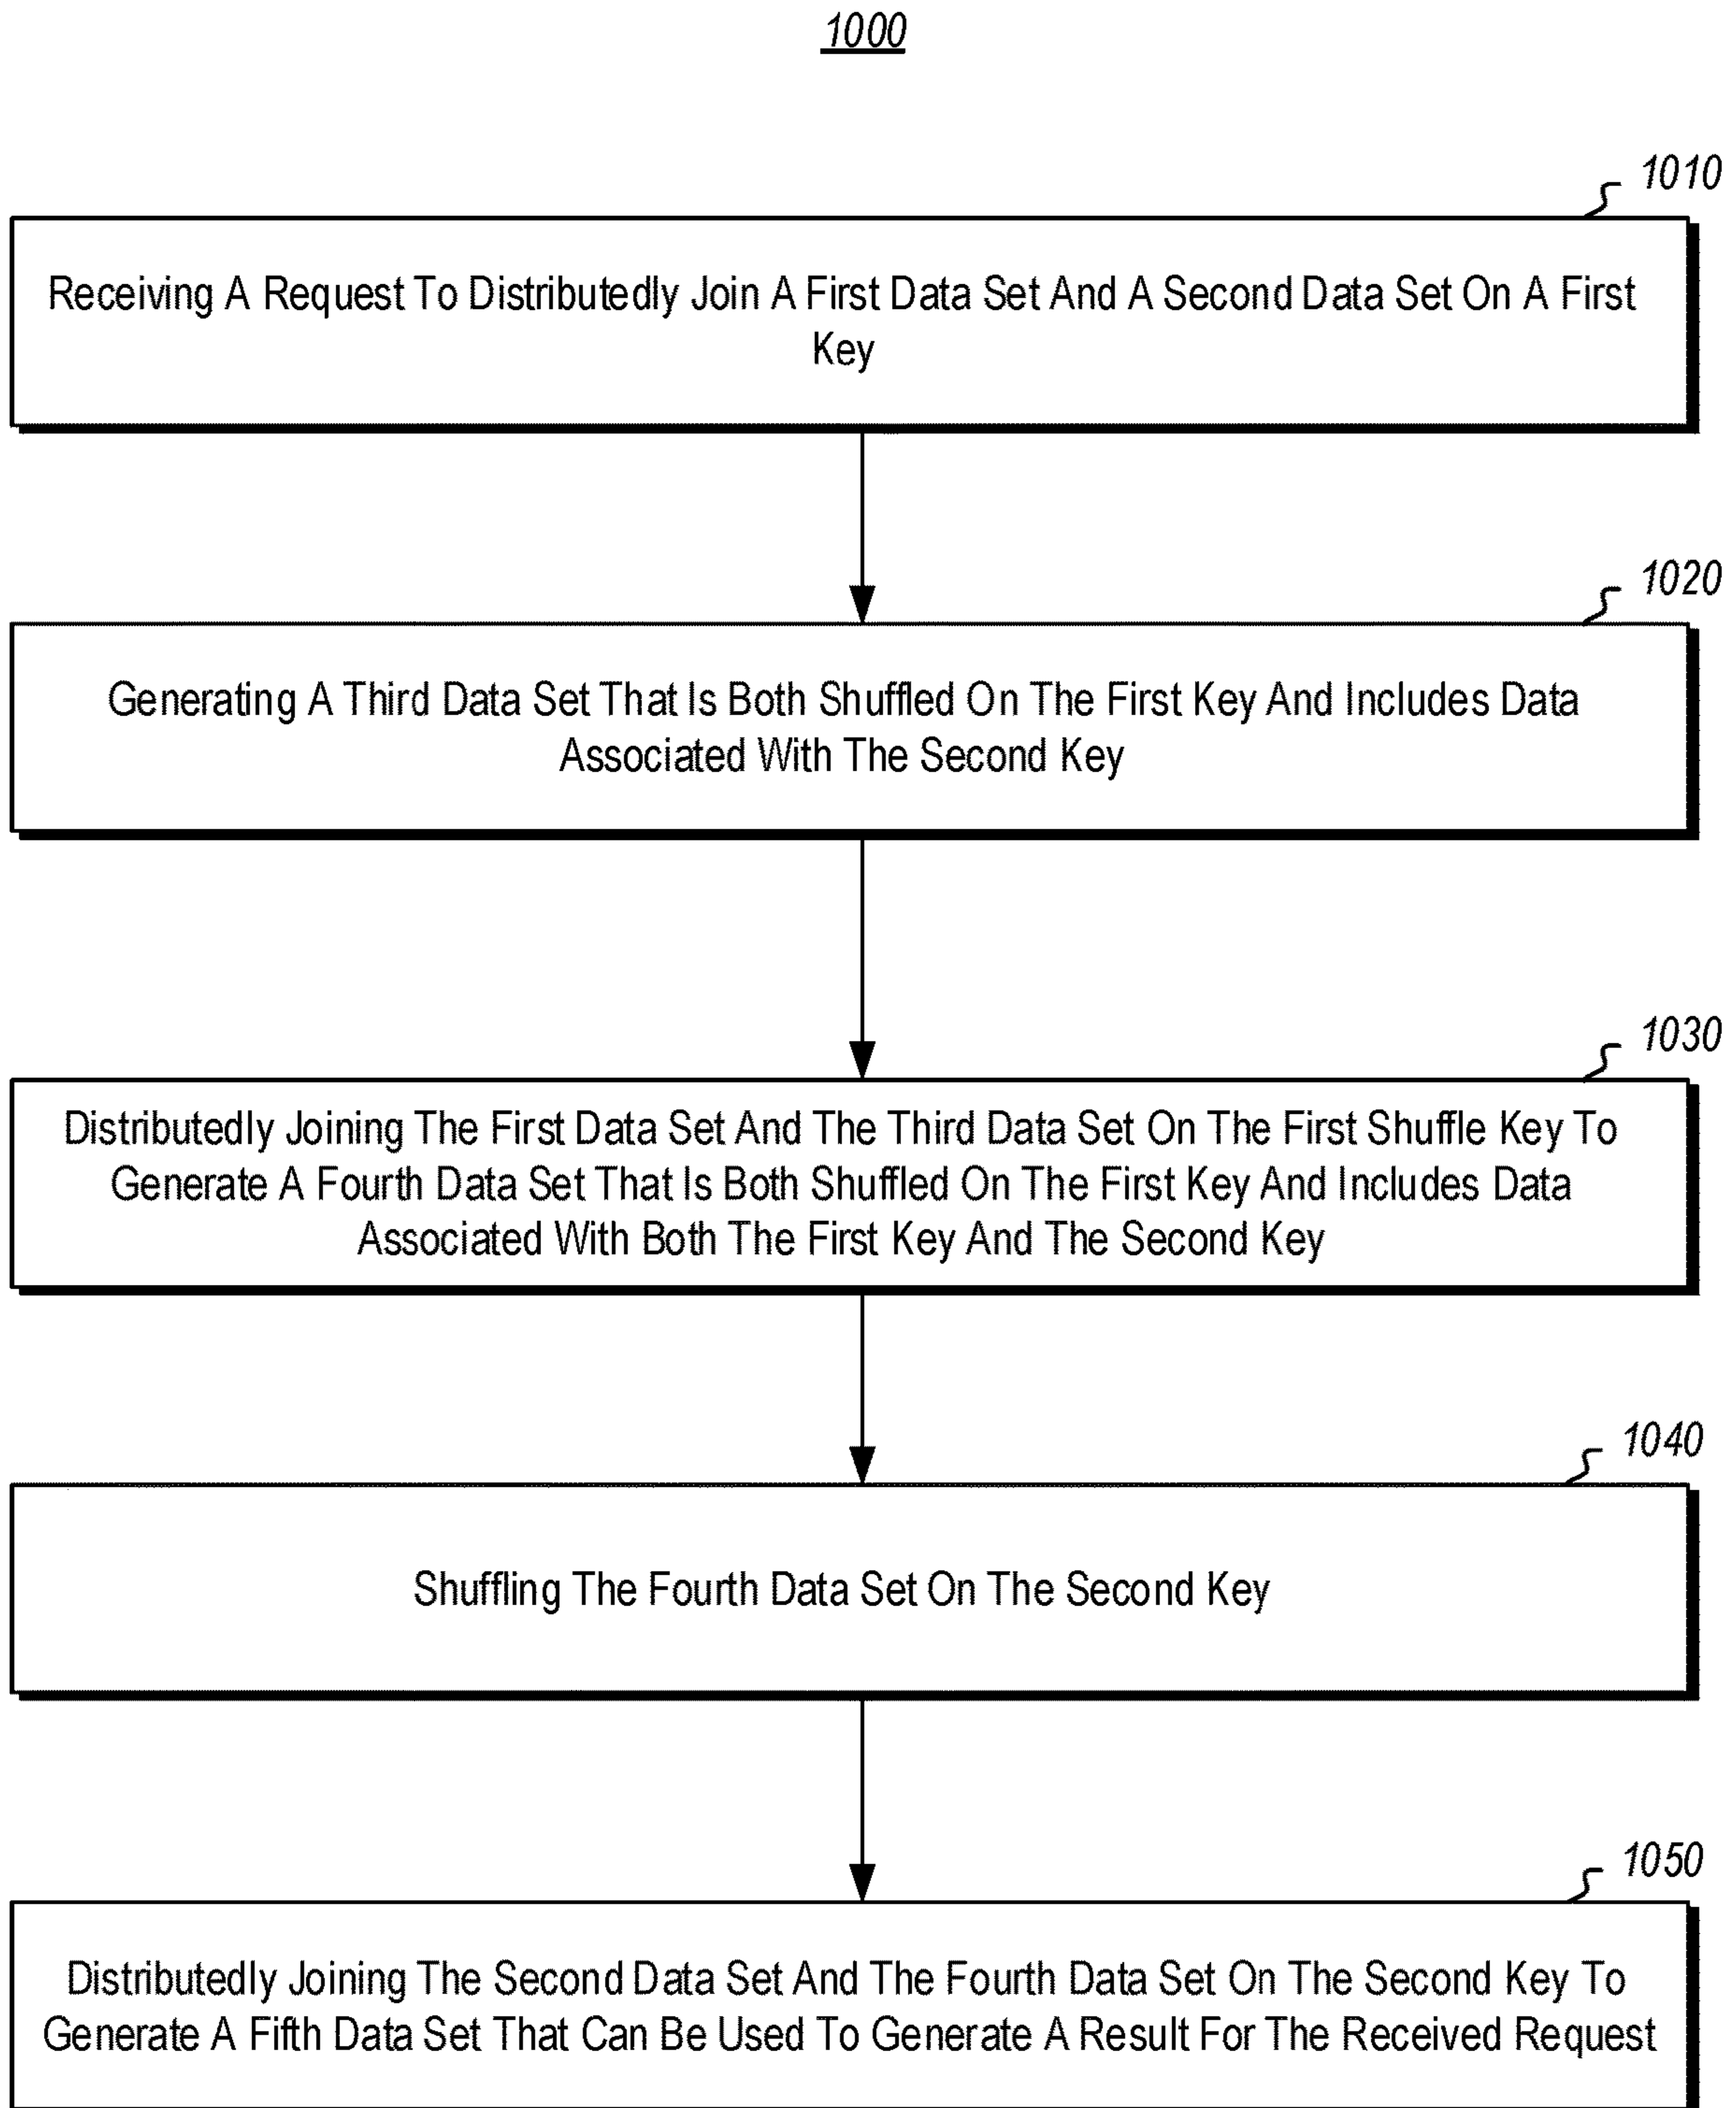 1000
1010
Receiving A Request To Distributedly Join A First Data Set And A Second Data Set On A First
Key
1020
Generating A Third Data Set That Is Both Shuffled On The First Key And Includes Data
Associated With The Second Key
1030
Distributedly Joining The First Data Set And The Third Data Set On The First Shuffle Key To
Generate A Fourth Data Set That Is Both Shuffled On The First Key And Includes Data
Associated With Both The First Key And The Second Key
1040
Shuffling The Fourth Data Set On The Second Key
1050
Distributedly Joining The Second Data Set And The Fourth Data Set On The Second Key To
Generate A Fifth Data Set That Can Be Used To Generate A Result For The Received Request